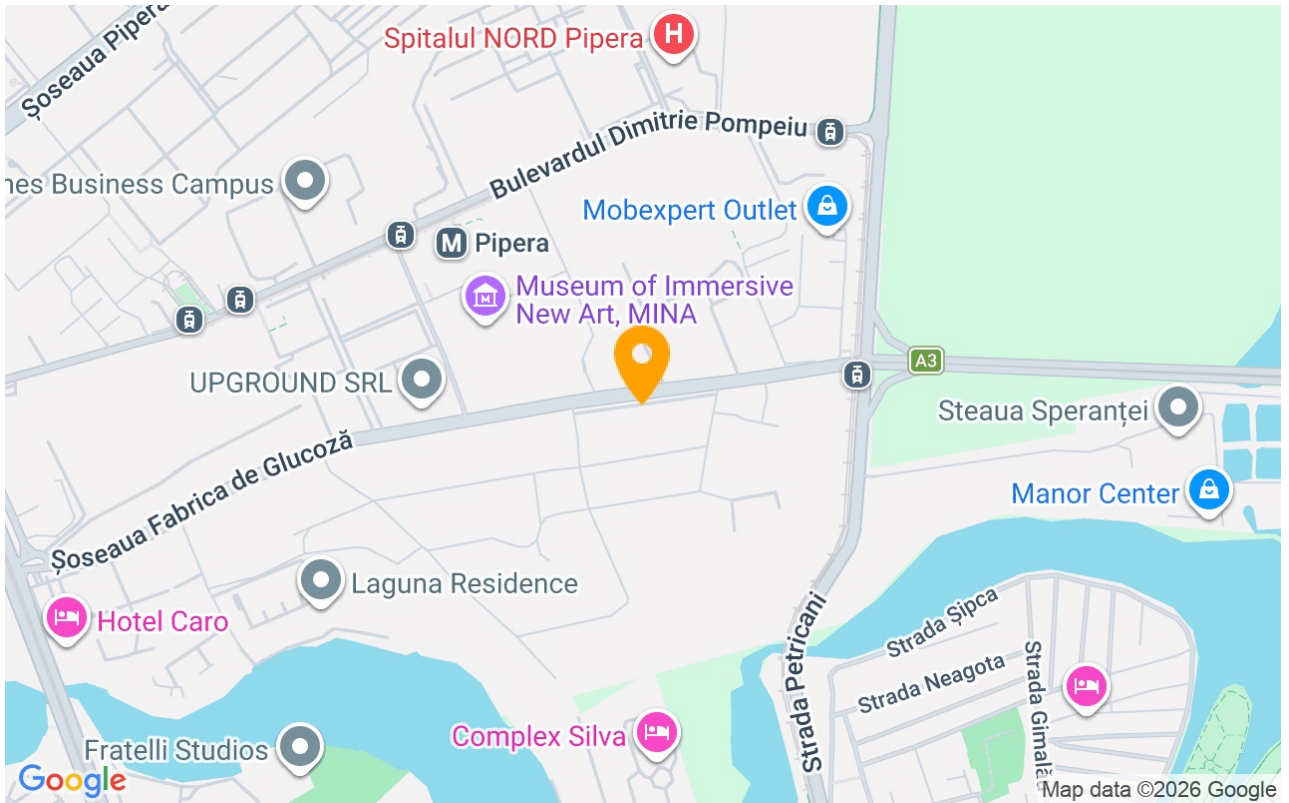 Spitalul NORD Pipera
H
Șoseaua Pipera
Bulevardul Dimitrie Pompeiu
nes Business Campus
Mobexpert Outlet
M Pipera
Museum of Immersive
New Art, MINA
A3
UPGROUND SRL
Steaua Speranței
Șoseaua Fabrica de Glucoză
Manor Center
Laguna Residence
Hotel Caro
Strada Petricani
Strada Șipca
Strada Neagota
Strada Gimală
Complex Silva
Fratelli Studios
Google
Map data ©2026 Google